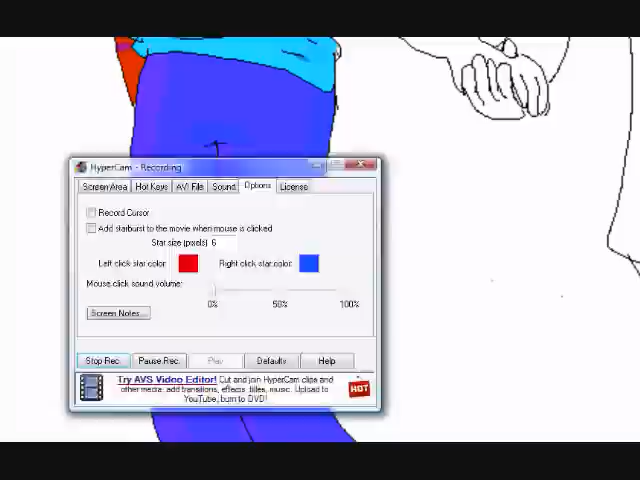 HyperCam - Recording
Screen Area Hot Keys AVI File Sound Options License
Record Cursor
Add starburst to the movie when mouse is clicked
Star size (pixels) 6
Left click star color: Right click star color:
Mouse click sound volume:
0% 50% 100%
Screen Notes...
Stop Rec. Pause Rec. Play Defaults Help
Try AVS Video Editor! Cut and join HyperCam clips and
other media, add transitions, effects, titles, music. Upload to
YouTube, burn to DVD!
HOT